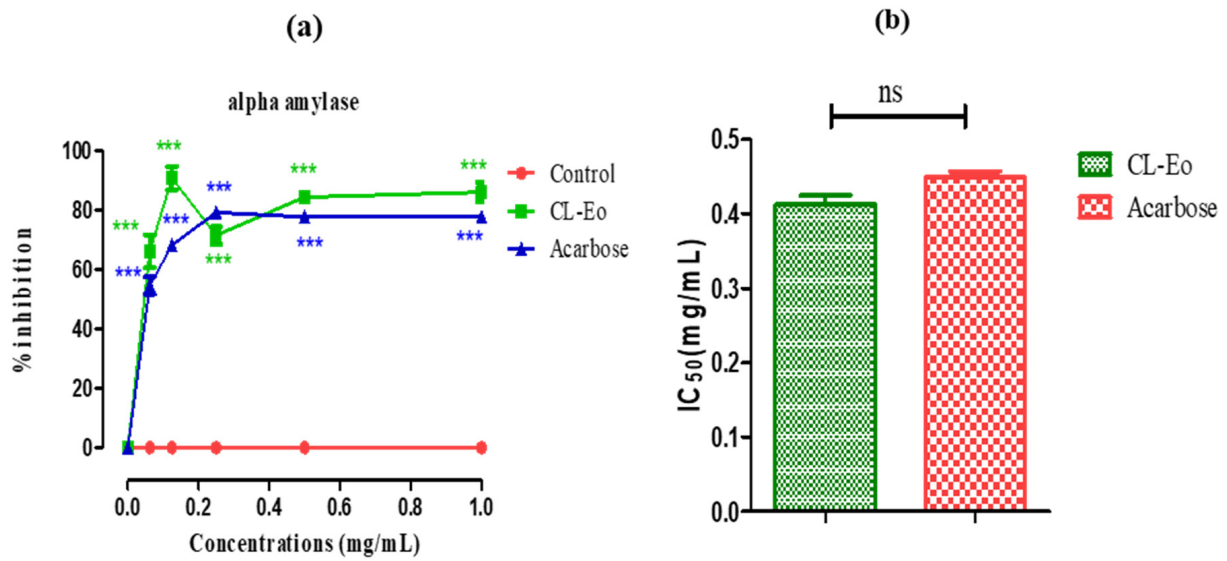 (a)
alpha amylase
% inhibition
100
80
60
40
20
0
***
***
***
***
***
***
***
***
***
***
0.0
0.2
0.4
0.6
0.8
1.0
Concentrations (mg/mL)
Control
CL-Eo
Acarbose
(b)
ns
IC 50 (mg/mL)
0.5
0.4
0.3
0.2
0.1
0.0
CL-Eo
Acarbose